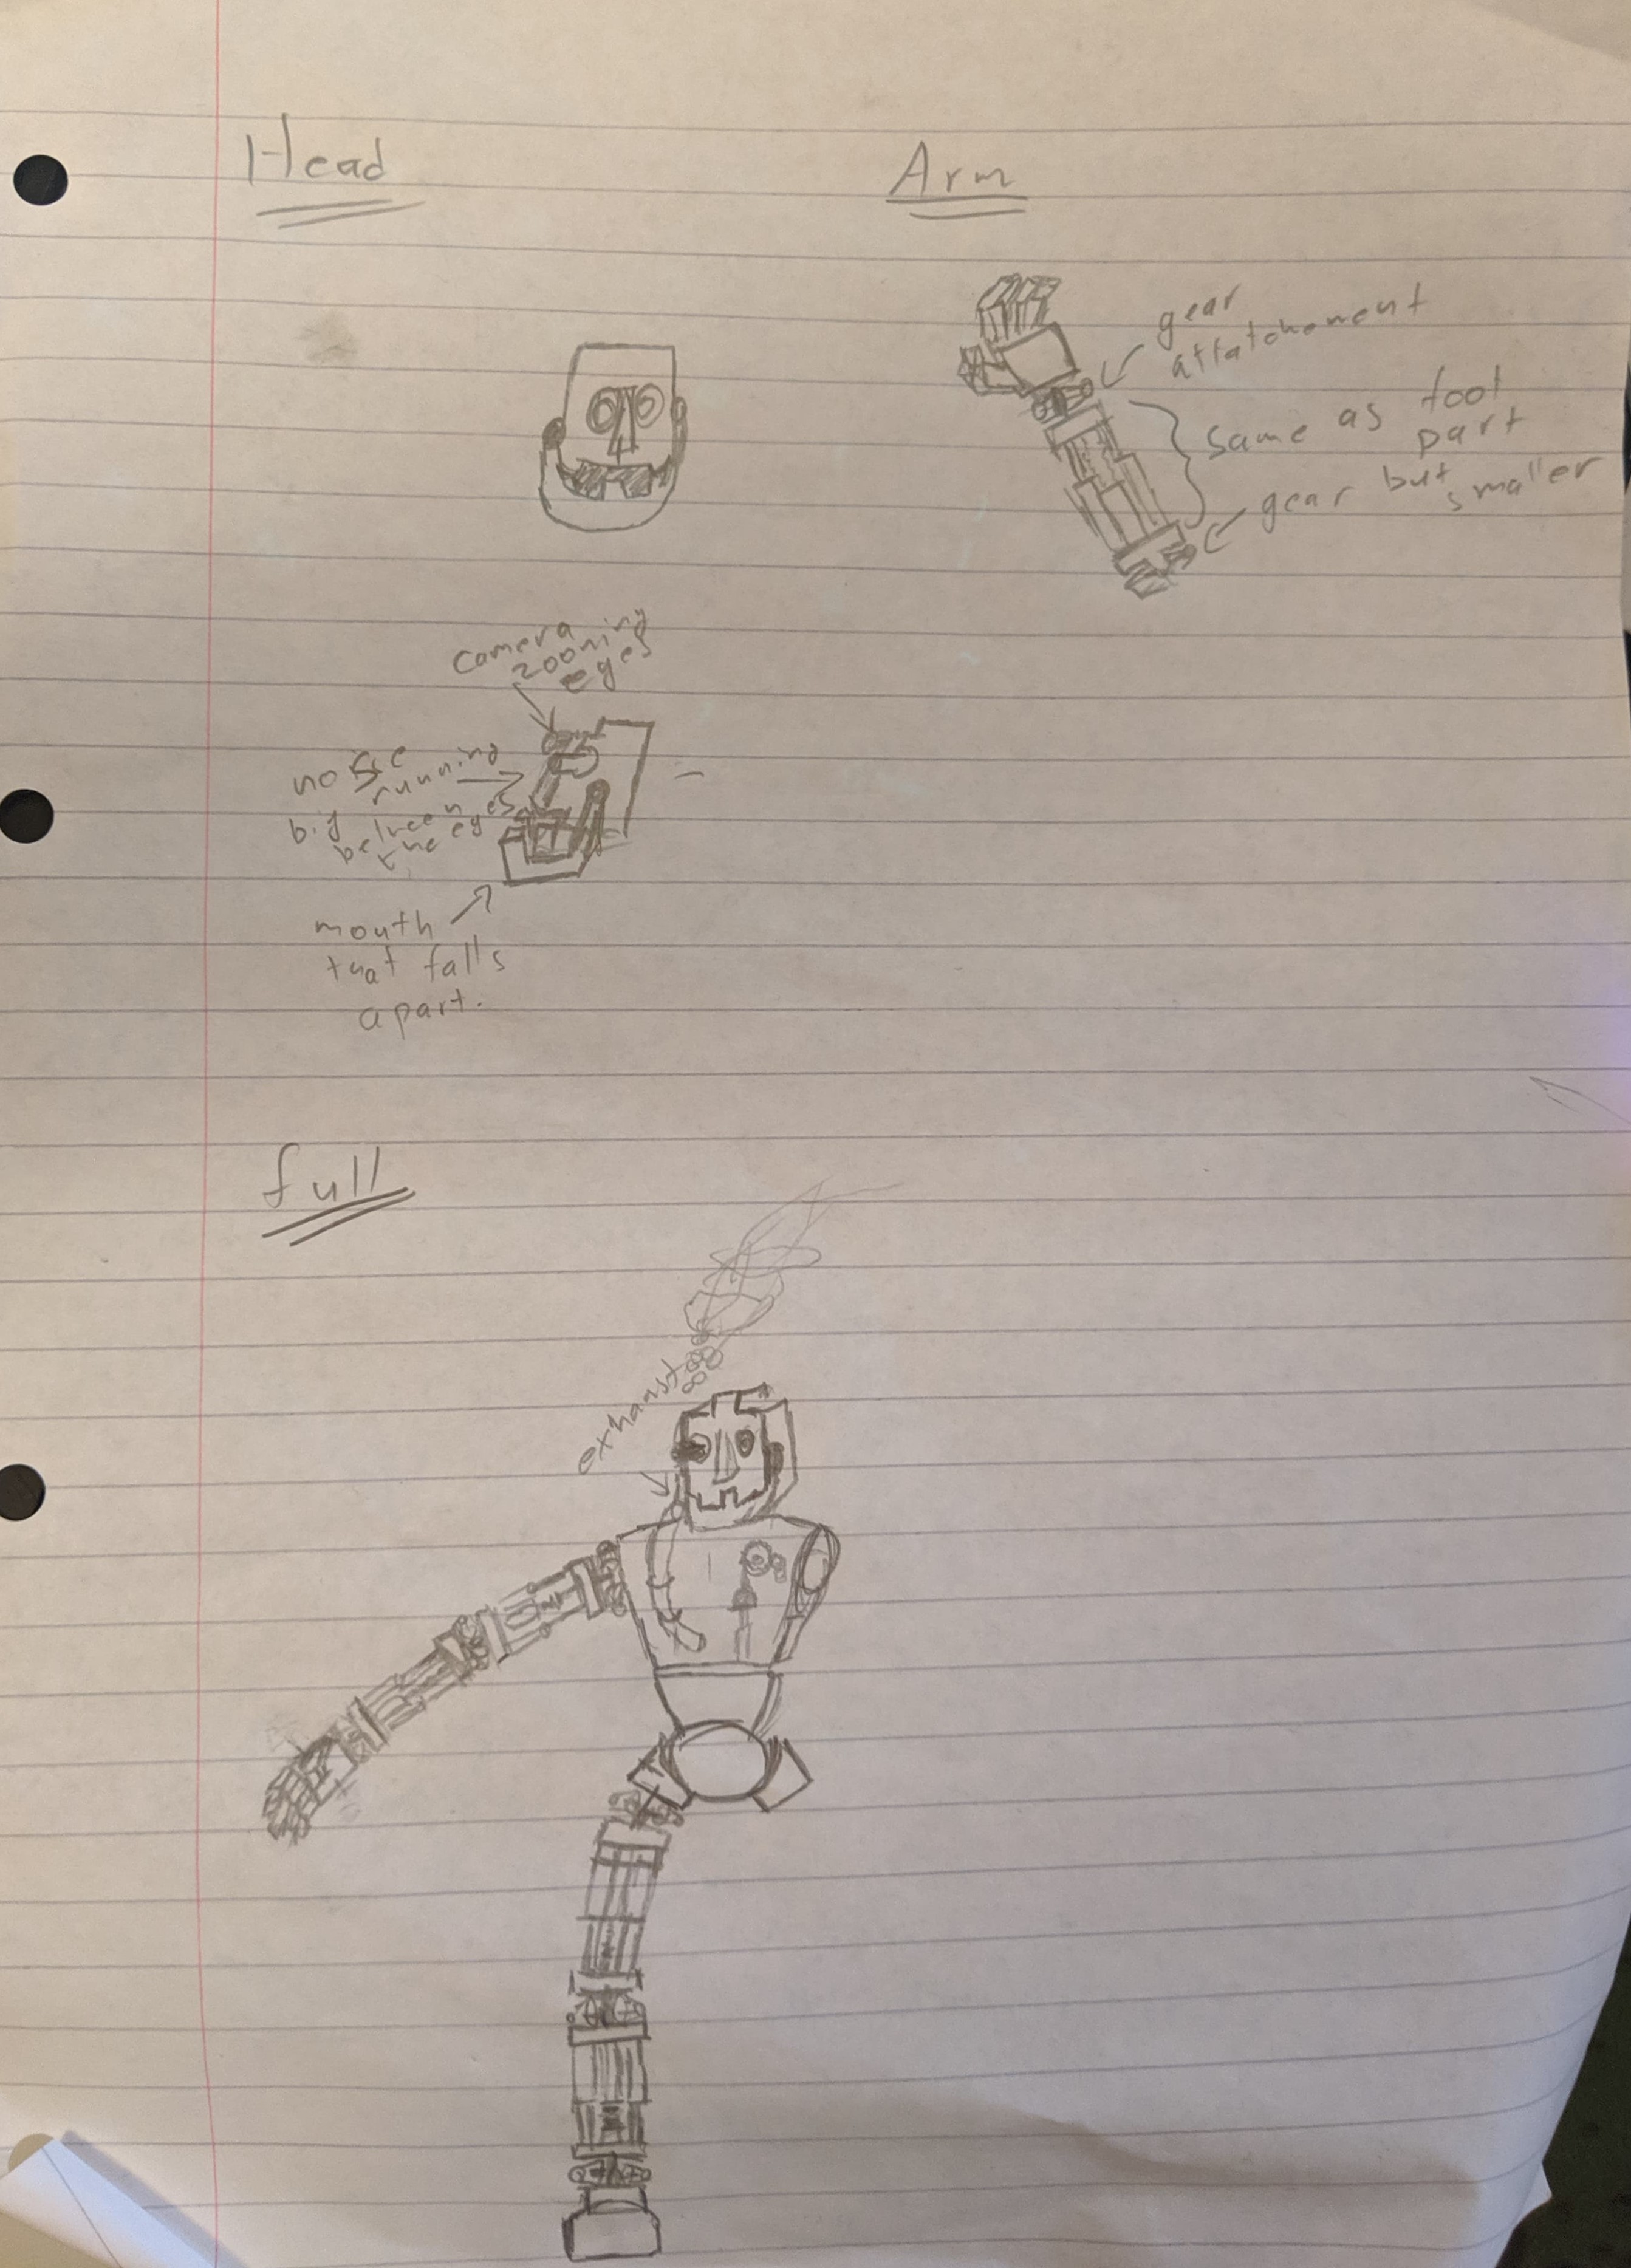 Head
Arm
gear
attatchement
same as foot
part
but smaller
gear
camera
zooming
eyes
nose
running
big
between
the eyes
mouth
that falls
apart.
full
exhaust